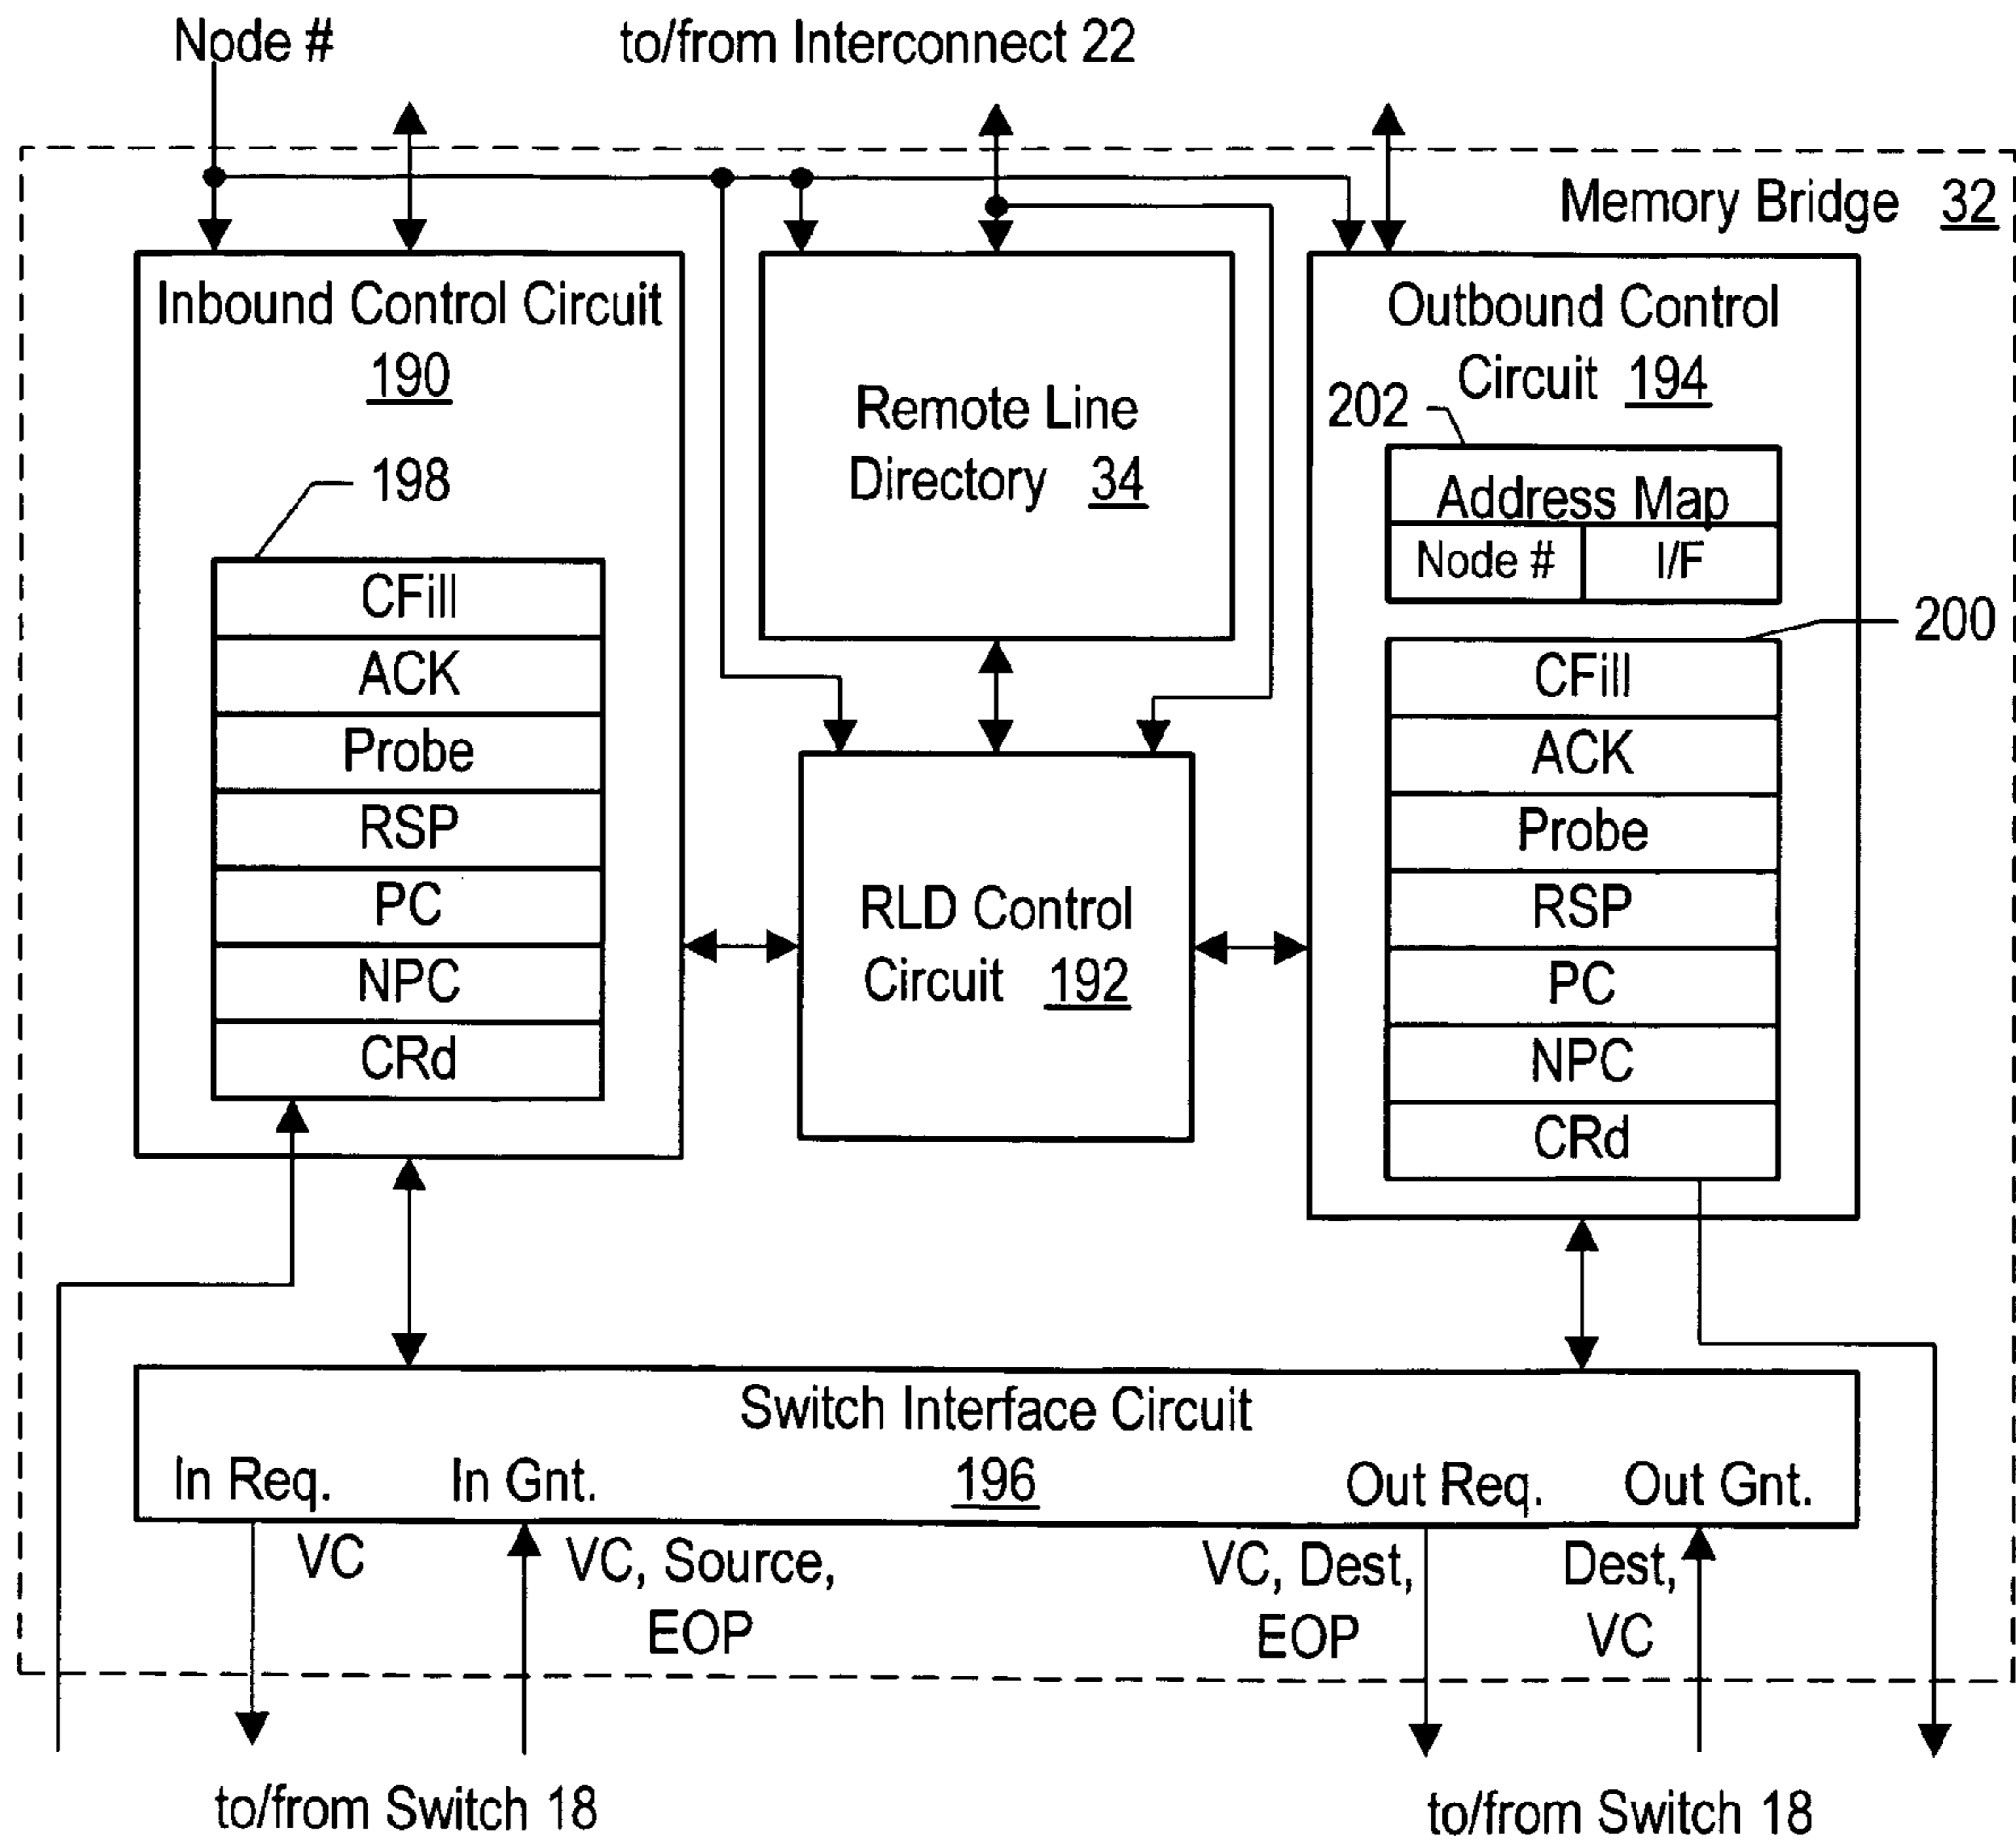 Node #
to/from Interconnect 22
Memory Bridge 32
Inbound Control Circuit
190
198
CFill
ACK
Probe
RSP
PC
NPC
CRd
Remote Line
Directory 34
RLD Control
Circuit 192
Outbound Control
Circuit 194
202
Address Map
Node #
I/F
200
CFill
ACK
Probe
RSP
PC
NPC
CRd
Switch Interface Circuit
196
In Req.
In Gnt.
Out Req.
Out Gnt.
VC
VC, Source,
EOP
VC, Dest,
EOP
Dest,
VC
to/from Switch 18
to/from Switch 18